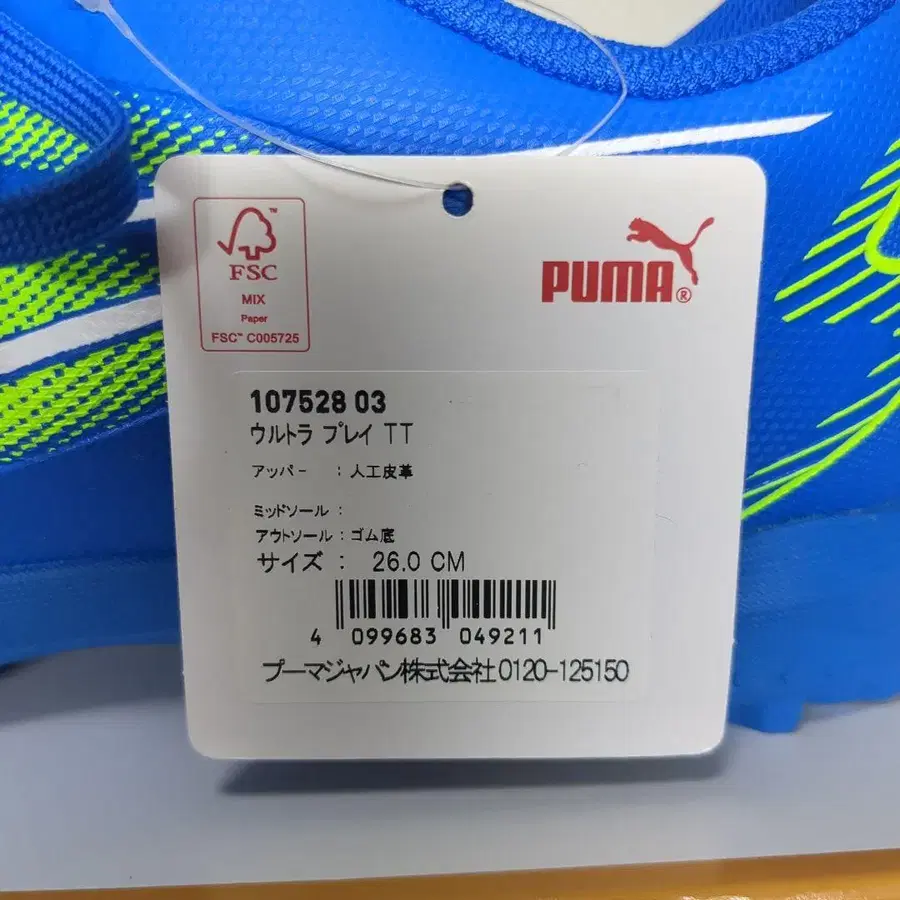 FSC™
MIX
Paper
FSC™ C005725
PUMA®
107528 03
ウルトラ プレイ TT
アッパー : 人工皮革
ミッドソール :
アウトソール : ゴム底
サイズ : 26.0 CM
4 099683 049211
プーマジャパン株式会社0120-125150